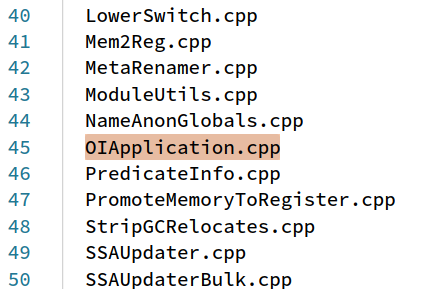 40 LowerSwitch.cpp
41 Mem2Reg.cpp
42 MetaRenamer.cpp
43 ModuleUtils.cpp
44 NameAnonGlobals.cpp
45 OIApplication.cpp
46 PredicateInfo.cpp
47 PromoteMemoryToRegister.cpp
48 StripGCRelocates.cpp
49 SSAUpdater.cpp
50 SSAUpdaterBulk.cpp